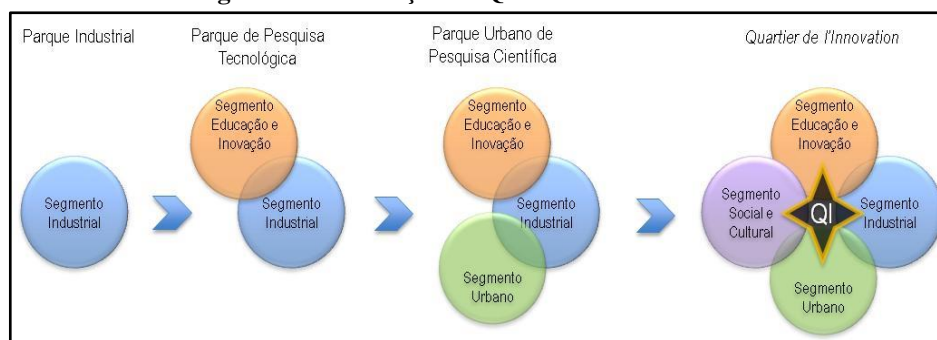 Parque Industrial
Parque de Pesquisa
Tecnológica
Parque Urbano de
Pesquisa Científica
Quartier de l'Innovation
Segmento
Industrial
Segmento
Educação e
Inovação
Segmento
Industrial
Segmento
Educação e
Inovação
Segmento
Industrial
Segmento
Urbano
Segmento
Educação e
Inovação
Segmento
Social e
Cultural
QI
Segmento
Industrial
Segmento
Urbano